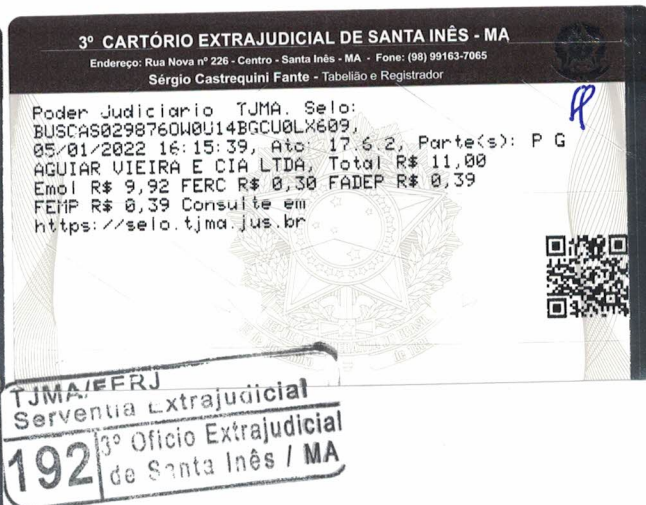 3º CARTÓRIO EXTRAJUDICIAL DE SANTA INÊS - MA
Endereço: Rua Nova nº 226 - Centro - Santa Inês - MA - Fone: (98) 99163-7065
Sérgio Castrequini Fante - Tabelião e Registrador
Poder Judiciario TJMA. Selo:
BUSCAS029876OW0U14BGCU0LX609,
05/01/2022 16:15:39, Ato: 17.6.2, Parte(s): P G
AGUIAR VIEIRA E CIA LTDA, Total R$ 11,00
Emol R$ 9,92 FERC R$ 0,30 FADEP R$ 0,39
FEMP R$ 0,39 Consulte em
https://selo.tjma.jus.br
TJMA/FERJ
Serventia Extrajudicial
192
3º Oficio Extrajudicial
de Santa Inês / MA